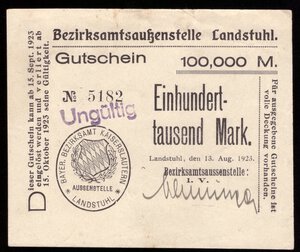 Bezirksamtsaußenstelle Landstuhl.
Gutschein 100,000 M.
№ 5182
Ungültig
Einhundert-
tausend Mark.
Landstuhl, den 13. Aug. 1923.
Bezirksamtsaussenstelle:
I. V.
BAYER. BEZIRKSAMT KAISERSLAUTERN
AUSSENSTELLE
LANDSTUHL
Dieser Gutschein kann ab 15. Sept. 1923
eingelöst werden und verliert ab
15. Oktober 1923 seine Gültigkeit.
Für ausgegebene Gutscheine ist
volle Deckung vorhanden.